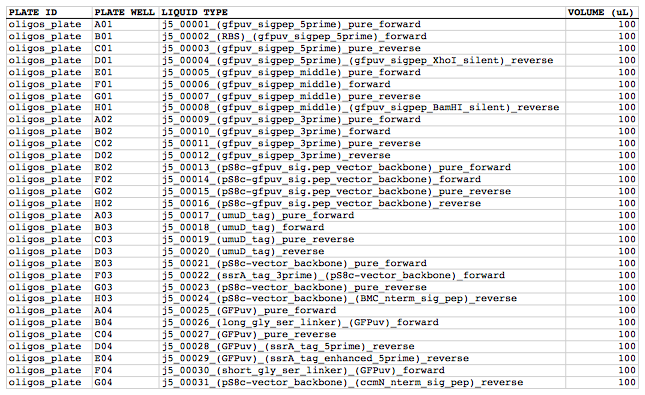 PLATE ID PLATE WELL LIQUID TYPE VOLUME (uL)
oligos_plate A01 j5_00001_(gfpuv_sigpep_5prime)_pure_forward 100
oligos_plate B01 j5_00002_(RBS)_(gfpuv_sigpep_5prime)_forward 100
oligos_plate C01 j5_00003_(gfpuv_sigpep_5prime)_pure_reverse 100
oligos_plate D01 j5_00004_(gfpuv_sigpep_5prime)_(gfpuv_sigpep_XhoI_silent)_reverse 100
oligos_plate E01 j5_00005_(gfpuv_sigpep_middle)_pure_forward 100
oligos_plate F01 j5_00006_(gfpuv_sigpep_middle)_forward 100
oligos_plate G01 j5_00007_(gfpuv_sigpep_middle)_pure_reverse 100
oligos_plate H01 j5_00008_(gfpuv_sigpep_middle)_(gfpuv_sigpep_BamHI_silent)_reverse 100
oligos_plate A02 j5_00009_(gfpuv_sigpep_3prime)_pure_forward 100
oligos_plate B02 j5_00010_(gfpuv_sigpep_3prime)_forward 100
oligos_plate C02 j5_00011_(gfpuv_sigpep_3prime)_pure_reverse 100
oligos_plate D02 j5_00012_(gfpuv_sigpep_3prime)_reverse 100
oligos_plate E02 j5_00013_(pS8c-gfpuv_sig.pep_vector_backbone)_pure_forward 100
oligos_plate F02 j5_00014_(pS8c-gfpuv_sig.pep_vector_backbone)_forward 100
oligos_plate G02 j5_00015_(pS8c-gfpuv_sig.pep_vector_backbone)_pure_reverse 100
oligos_plate H02 j5_00016_(pS8c-gfpuv_sig.pep_vector_backbone)_reverse 100
oligos_plate A03 j5_00017_(umuD_tag)_pure_forward 100
oligos_plate B03 j5_00018_(umuD_tag)_forward 100
oligos_plate C03 j5_00019_(umuD_tag)_pure_reverse 100
oligos_plate D03 j5_00020_(umuD_tag)_reverse 100
oligos_plate E03 j5_00021_(pS8c-vector_backbone)_pure_forward 100
oligos_plate F03 j5_00022_(ssrA_tag_3prime)_(pS8c-vector_backbone)_forward 100
oligos_plate G03 j5_00023_(pS8c-vector_backbone)_pure_reverse 100
oligos_plate H03 j5_00024_(pS8c-vector_backbone)_(BMC_nterm_sig_pep)_reverse 100
oligos_plate A04 j5_00025_(GFPuv)_pure_forward 100
oligos_plate B04 j5_00026_(long_gly_ser_linker)_(GFPuv)_forward 100
oligos_plate C04 j5_00027_(GFPuv)_pure_reverse 100
oligos_plate D04 j5_00028_(GFPuv)_(ssrA_tag_5prime)_reverse 100
oligos_plate E04 j5_00029_(GFPuv)_(ssrA_tag_enhanced_5prime)_reverse 100
oligos_plate F04 j5_00030_(short_gly_ser_linker)_(GFPuv)_forward 100
oligos_plate G04 j5_00031_(pS8c-vector_backbone)_(ccmN_nterm_sig_pep)_reverse 100